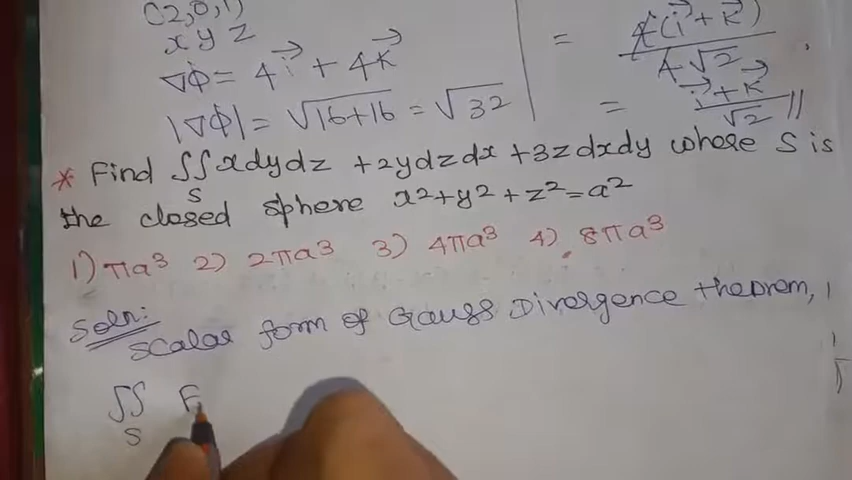 (2,0,1)
x y z
∇ϕ = 4i⃗ + 4k⃗
|∇ϕ| = √16+16 = √32
= 4(i⃗ + k⃗) / 4√2
= i⃗ + k⃗ / √2 //
* Find ∬S xdydz + 2ydzdx + 3zdxdy where S is
the closed sphere x² + y² + z² = a²
1) πa³ 2) 2πa³ 3) 4πa³ 4) 8πa³
Soln:
Scalar form of Gauss Divergence theorem,
∬S F